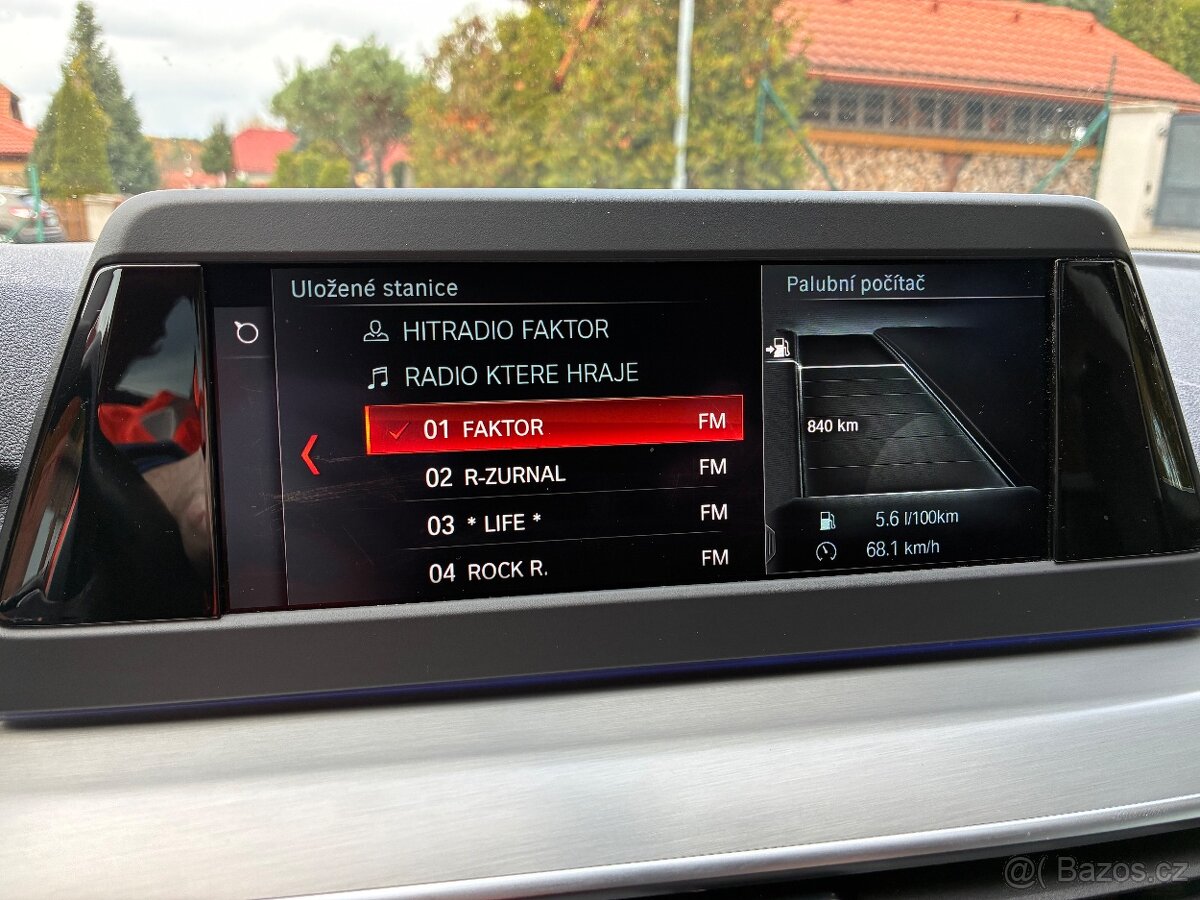 Uložené stanice
HITRADIO FAKTOR
RADIO KTERE HRAJE
01 FAKTOR FM
02 R-ZURNAL FM
03 * LIFE * FM
04 ROCK R. FM
Palubní počítač
840 km
5.6 l/100km
68.1 km/h
@( Bazos.cz